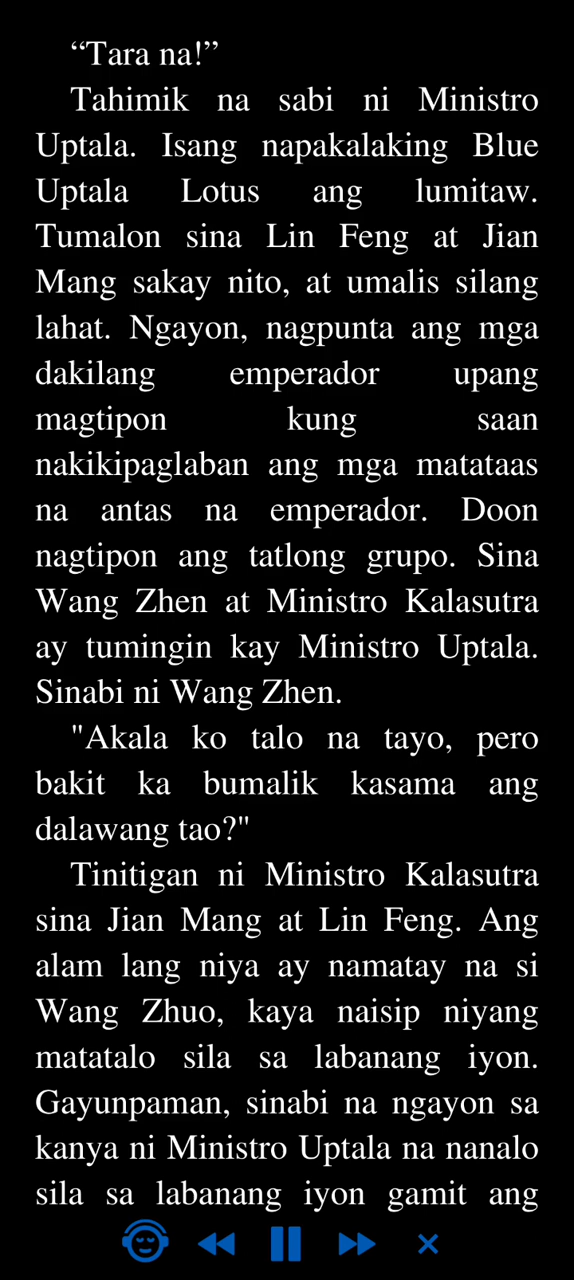 “Tara na!”
Tahimik na sabi ni Ministro
Uptala. Isang napakalaking Blue
Uptala Lotus ang lumitaw.
Tumalon sina Lin Feng at Jian
Mang sakay nito, at umalis silang
lahat. Ngayon, nagpunta ang mga
dakilang emperador upang
magtipon kung saan
nakikipaglaban ang mga matataas
na antas na emperador. Doon
nagtipon ang tatlong grupo. Sina
Wang Zhen at Ministro Kalasutra
ay tumingin kay Ministro Uptala.
Sinabi ni Wang Zhen.
"Akala ko talo na tayo, pero
bakit ka bumalik kasama ang
dalawang tao?"
Tinitigan ni Ministro Kalasutra
sina Jian Mang at Lin Feng. Ang
alam lang niya ay namatay na si
Wang Zhuo, kaya naisip niyang
matatalo sila sa labanang iyon.
Gayunpaman, sinabi na ngayon sa
kanya ni Ministro Uptala na nanalo
sila sa labanang iyon gamit ang